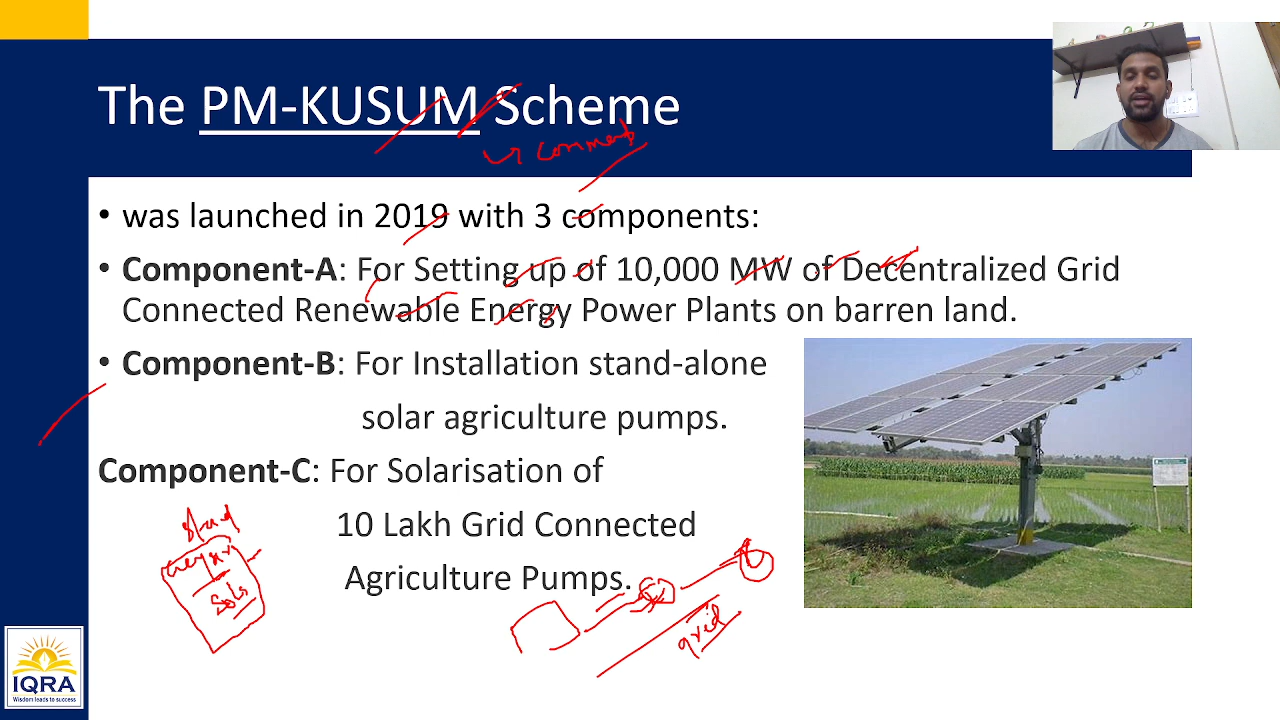 The PM-KUSUM Scheme
• was launched in 2019 with 3 components:
• Component-A: For Setting up of 10,000 MW of Decentralized Grid
Connected Renewable Energy Power Plants on barren land.
• Component-B: For Installation stand-alone
solar agriculture pumps.
Component-C: For Solarisation of
10 Lakh Grid Connected
Agriculture Pumps.
grid
IQRA
Wisdom leads to success